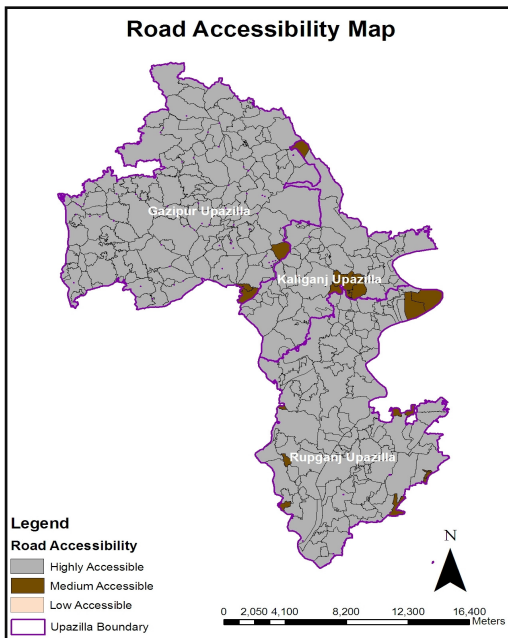 Road Accessibility Map
Gazipur Upazilla
Kaliganj Upazilla
Rupganj Upazilla
Legend
Road Accessibility
Highly Accessible
Medium Accessible
Low Accessible
Upazilla Boundary
N
0 2,050 4,100 8,200 12,300 16,400
Meters